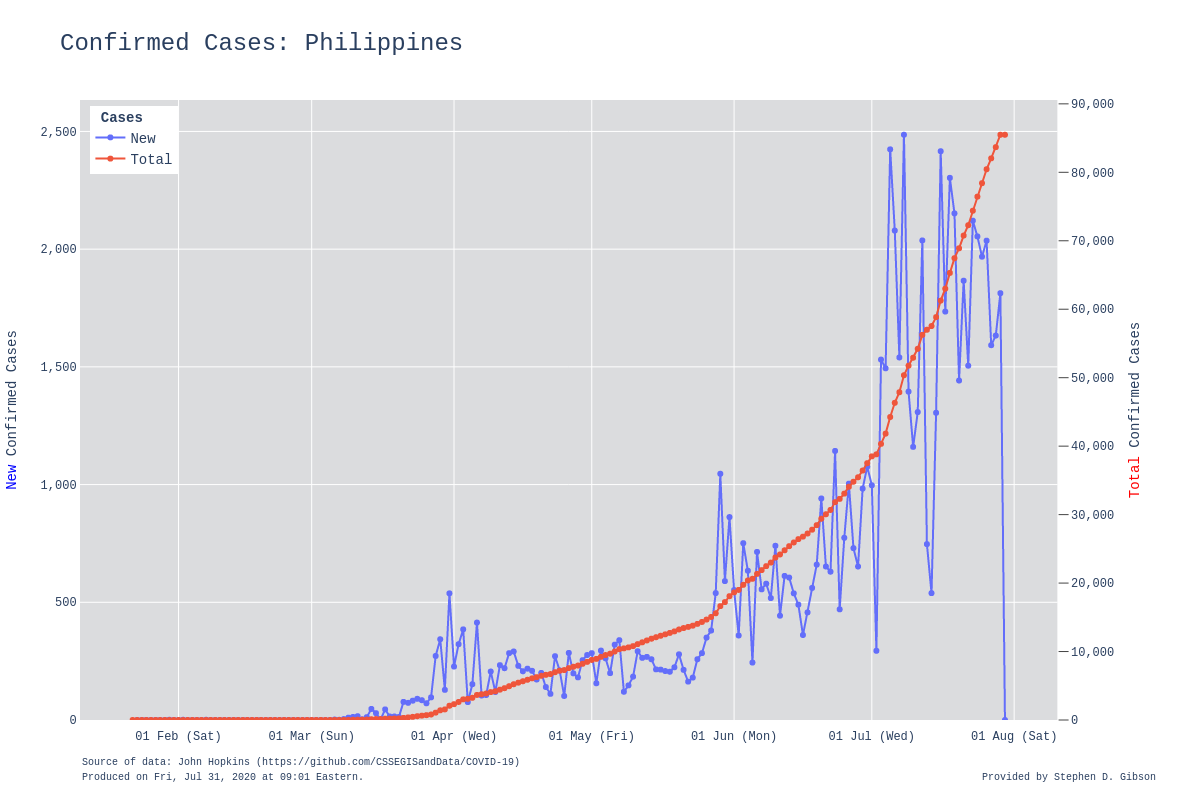 Confirmed Cases: Philippines
Cases
New
Total
2,500
2,000
1,500
1,000
500
0
New Confirmed Cases
90,000
80,000
70,000
60,000
50,000
40,000
30,000
20,000
10,000
0
Total Confirmed Cases
01 Feb (Sat) 01 Mar (Sun) 01 Apr (Wed) 01 May (Fri) 01 Jun (Mon) 01 Jul (Wed) 01 Aug (Sat)
Source of data: John Hopkins (https://github.com/CSSEGISandData/COVID-19)
Produced on Fri, Jul 31, 2020 at 09:01 Eastern.
Provided by Stephen D. Gibson